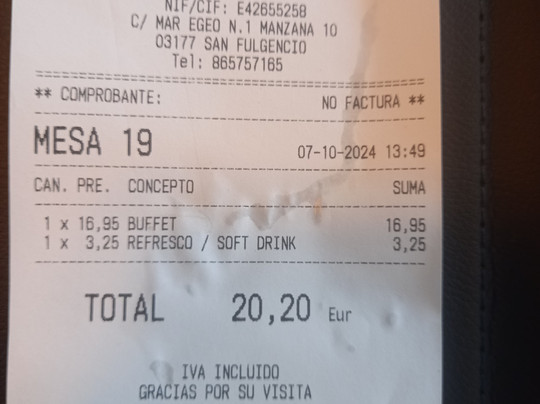 NIF/CIF: E42655258
C/ MAR EGEO N.1 MANZANA 10
03177 SAN FULGENCIO
Tel: 865757165
** COMPROBANTE: NO FACTURA **
MESA 19 07-10-2024 13:49
CAN. PRE. CONCEPTO SUMA
1 x 16,95 BUFFET 16,95
1 x 3,25 REFRESCO / SOFT DRINK 3,25
TOTAL 20,20 Eur
IVA INCLUIDO
GRACIAS POR SU VISITA